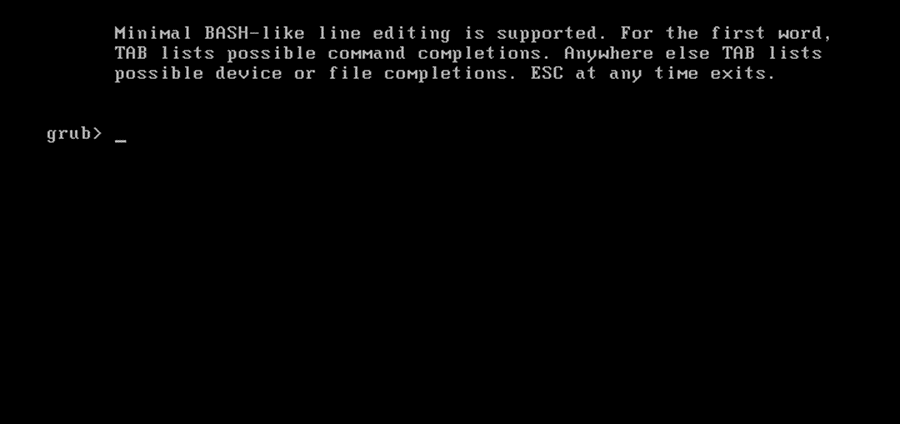 Minimal BASH-like line editing is supported. For the first word,
TAB lists possible command completions. Anywhere else TAB lists
possible device or file completions. ESC at any time exits.
grub> _